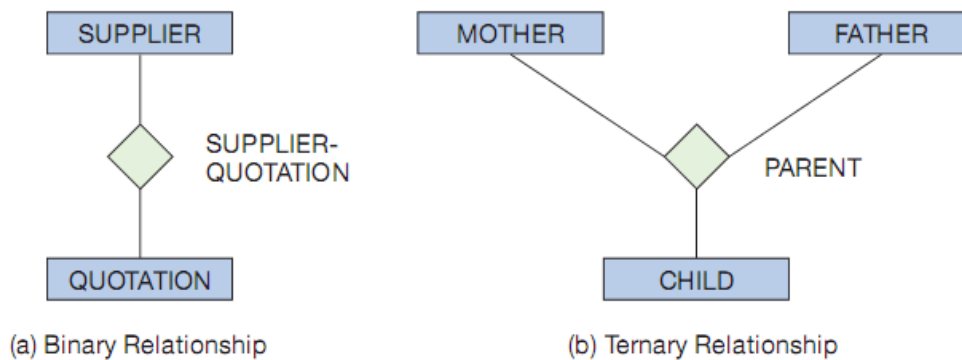 SUPPLIER
SUPPLIER-
QUOTATION
QUOTATION
(a) Binary Relationship
MOTHER
FATHER
PARENT
CHILD
(b) Ternary Relationship